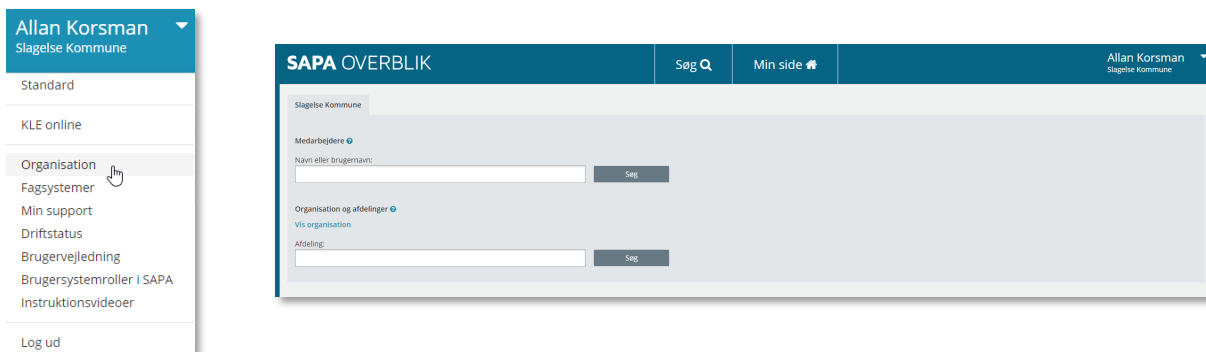 Allan Korsman
Slagelse Kommune
Standard
KLE online
Organisation
Fagsystemer
Min support
Driftstatus
Brugervejledning
Brugersystemroller i SAPA
Instruktionsvideoer
Log ud
SAPA OVERBLIK
Søg
Min side
Allan Korsman
Slagelse Kommune
Slagelse Kommune
Medarbejdere
Navn eller brugernavn:
Søg
Organisation og afdelinger
Vis organisation
Afdeling:
Søg